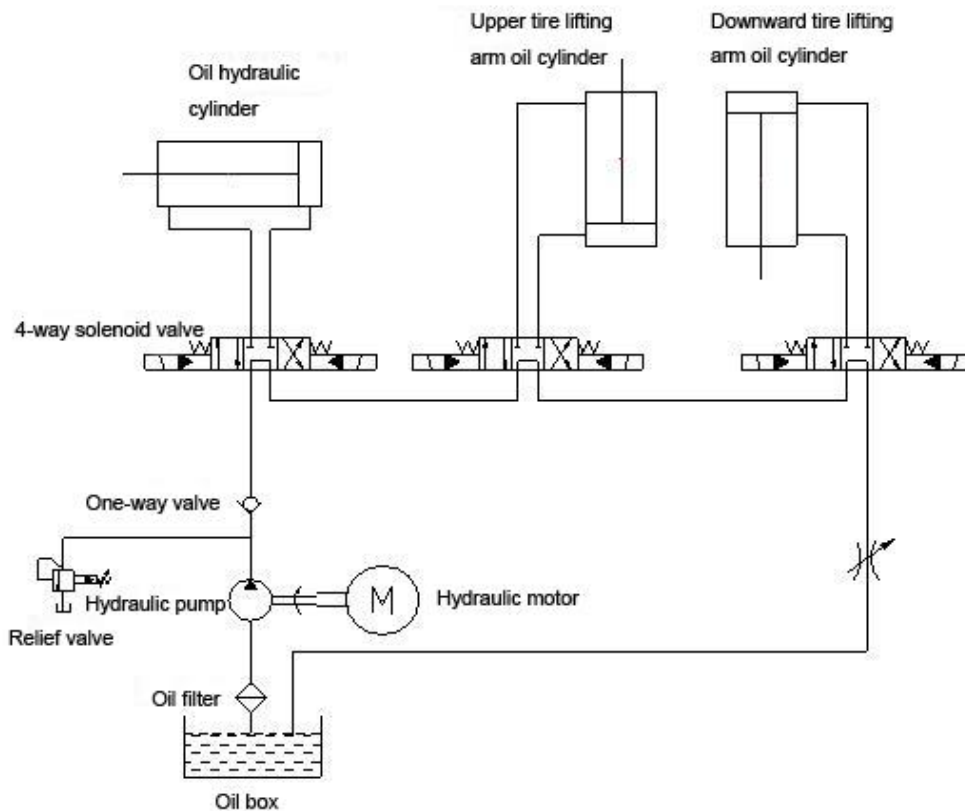 Upper tire lifting
arm oil cylinder
Downward tire lifting
arm oil cylinder
Oil hydraulic
cylinder
4-way solenoid valve
One-way valve
Hydraulic pump
M
Hydraulic motor
Relief valve
Oil filter
Oil box